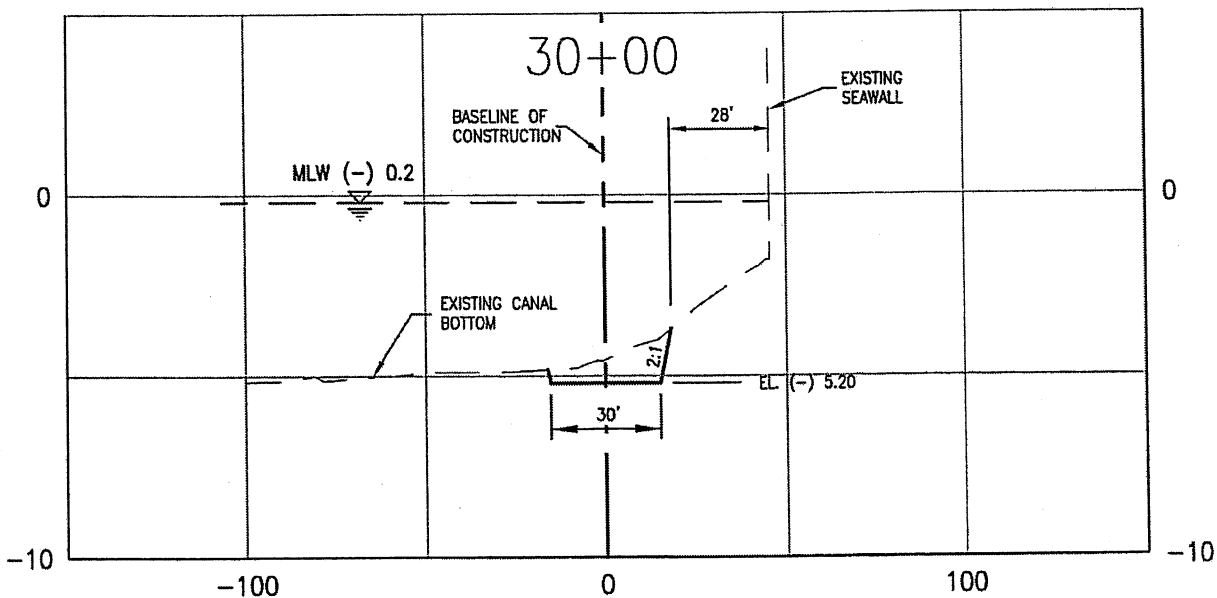 30+00
EXISTING
SEAWALL
28'
BASELINE OF
CONSTRUCTION
MLW (-) 0.2
0
0
EXISTING CANAL
BOTTOM
2:1
EL. (-) 5.20
30'
-10
-10
-100
0
100